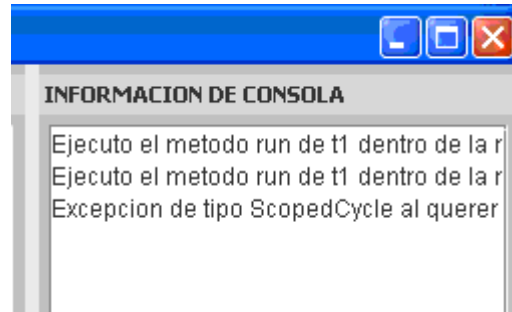 INFORMACION DE CONSOLA
Ejecuto el metodo run de t1 dentro de la r
Ejecuto el metodo run de t1 dentro de la r
Excepcion de tipo ScopedCycle al querer